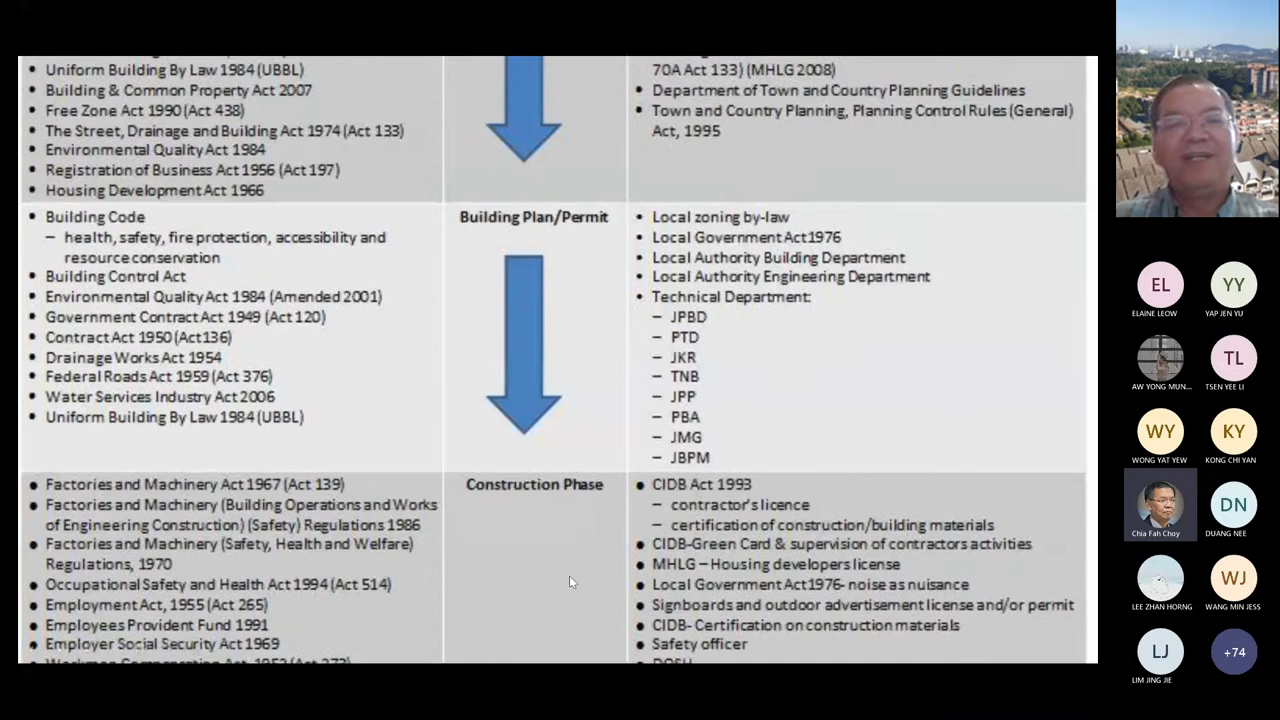 Uniform Building By Law 1984 (UBBL)
Building & Common Property Act 2007
Free Zone Act 1990 (Act 438)
The Street, Drainage and Building Act 1974 (Act 133)
Environmental Quality Act 1984
Registration of Business Act 1956 (Act 197)
Housing Development Act 1966
70A Act 133) (MHLG 2008)
Department of Town and Country Planning Guidelines
Town and Country Planning, Planning Control Rules (General)
Act, 1995
Building Code
– health, safety, fire protection, accessibility and
resource conservation
Building Control Act
Environmental Quality Act 1984 (Amended 2001)
Government Contract Act 1949 (Act 120)
Contract Act 1950 (Act136)
Drainage Works Act 1954
Federal Roads Act 1959 (Act 376)
Water Services Industry Act 2006
Uniform Building By Law 1984 (UBBL)
Building Plan/Permit
Local zoning by-law
Local Government Act1976
Local Authority Building Department
Local Authority Engineering Department
Technical Department:
– JPBD
– PTD
– JKR
– TNB
– JPP
– PBA
– JMG
– JBPM
Factories and Machinery Act 1967 (Act 139)
Factories and Machinery (Building Operations and Works
of Engineering Construction) (Safety) Regulations 1986
Factories and Machinery (Safety, Health and Welfare)
Regulations, 1970
Occupational Safety and Health Act 1994 (Act 514)
Employment Act, 1955 (Act 265)
Employees Provident Fund 1991
Employer Social Security Act 1969
Construction Phase
CIDB Act 1993
– contractor's licence
– certification of construction/building materials
CIDB-Green Card & supervision of contractors activities
MHLG – Housing developers license
Local Government Act1976- noise as nuisance
Signboards and outdoor advertisement license and/or permit
CIDB- Certification on construction materials
Safety officer
EL
ELAINE LEOW
YY
YAP JEN YU
AW YONG MUN...
TL
TSEN YEE LI
WY
WONG YAT YEW
KY
KONG CHI YAN
Chia Fah Choy
DN
DUANG NEE
LEE ZHAN HORNG
WJ
WANG MIN JESS
LJ
LIM JING JIE
+74